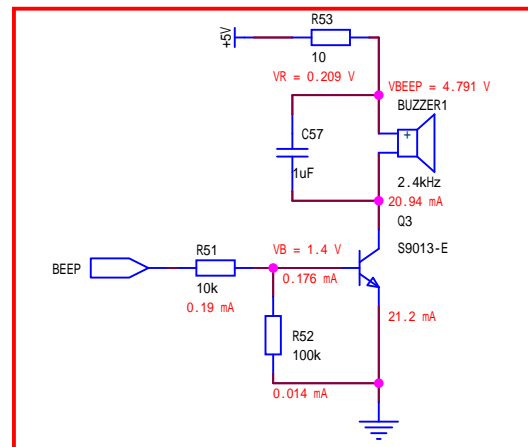 R53
+5V
10
VR = 0.209 V
VBEEP = 4.791 V
BUZZER1
C57
+
1uF
2.4kHz
20.94 mA
Q3
S9013-E
R51
VB = 1.4 V
BEEP
10k
0.176 mA
0.19 mA
21.2 mA
R52
100k
0.014 mA